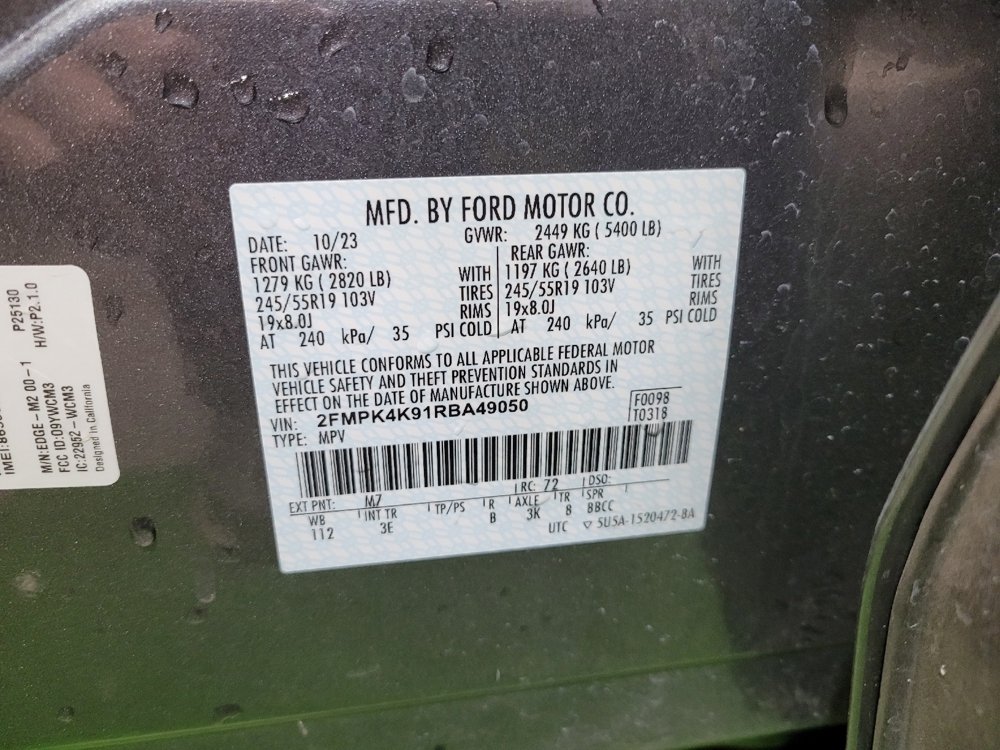 MFD. BY FORD MOTOR CO.
DATE: 10/23 GVWR: 2449 KG ( 5400 LB)
FRONT GAWR: REAR GAWR:
1279 KG ( 2820 LB) WITH 1197 KG ( 2640 LB) WITH
245/55R19 103V TIRES 245/55R19 103V TIRES
19x8.0J RIMS 19x8.0J RIMS
AT 240 kPa/ 35 PSI COLD AT 240 kPa/ 35 PSI COLD
THIS VEHICLE CONFORMS TO ALL APPLICABLE FEDERAL MOTOR
VEHICLE SAFETY AND THEFT PREVENTION STANDARDS IN
EFFECT ON THE DATE OF MANUFACTURE SHOWN ABOVE.
VIN: 2FMPK4K91RBA49050 F0098
TYPE: MPV T0318
EXT PNT: M7 RC: 72 DSO:
WB INT TR TP/PS R AXLE TR SPR
112 3E B 3K 8 BBCC
UTC ▽ 5U5A-1520472-8A
P25130
H/W:P2.1.0
M/N:EDGE-M2 00-1
FCC ID:O9YWCM3
IC:22952-WCM3
Designed in California